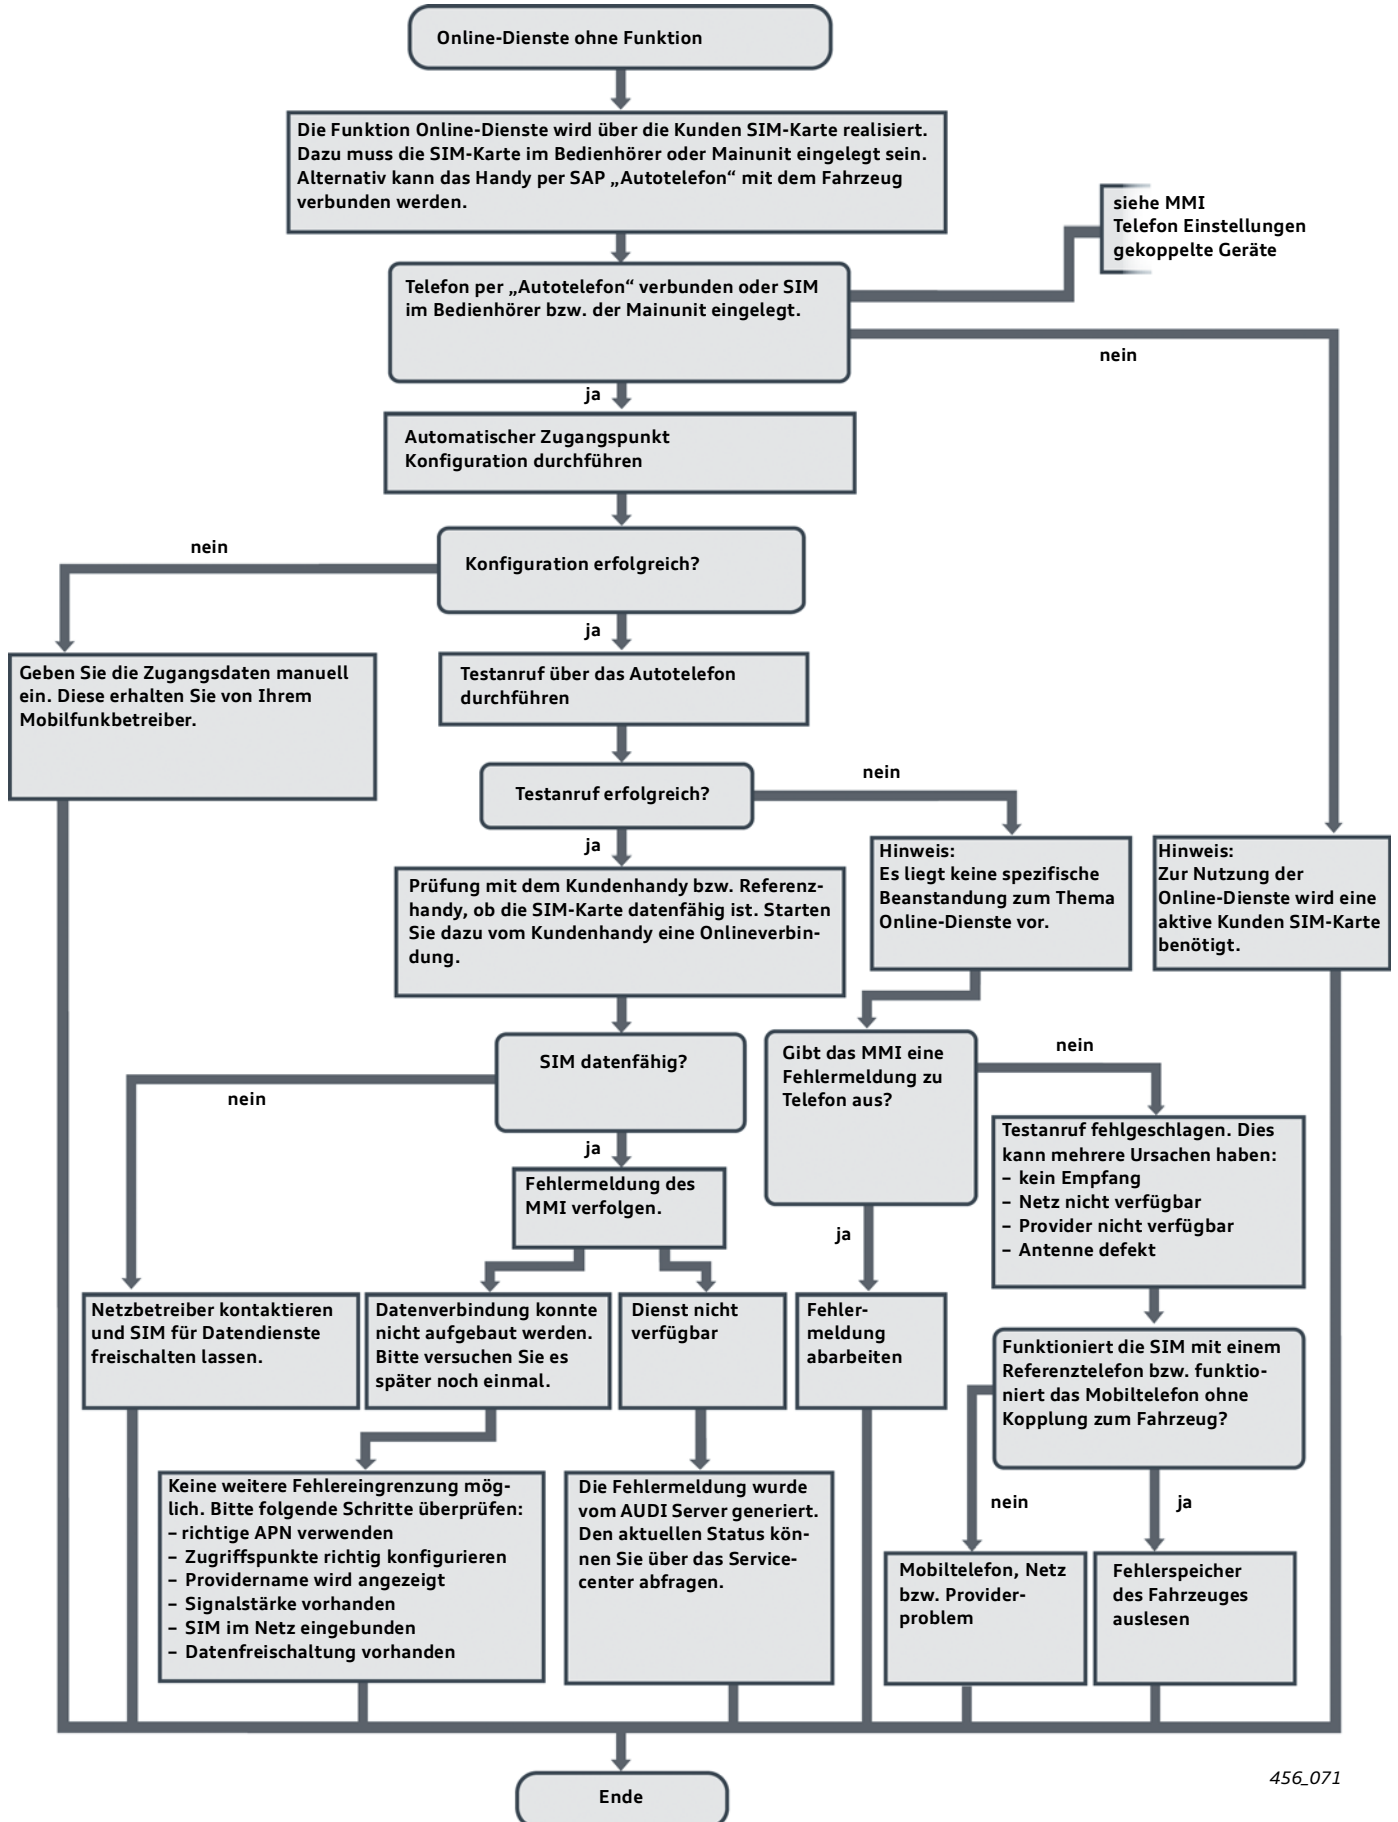 Online-Dienste ohne Funktion
Die Funktion Online-Dienste wird über die Kunden SIM-Karte realisiert.
Dazu muss die SIM-Karte im Bedienhörer oder Mainunit eingelegt sein.
Alternativ kann das Handy per SAP „Autotelefon“ mit dem Fahrzeug
verbunden werden.
siehe MMI
Telefon Einstellungen
gekoppelte Geräte
Telefon per „Autotelefon“ verbunden oder SIM
im Bedienhörer bzw. der Mainunit eingelegt.
nein
ja
Automatischer Zugangspunkt
Konfiguration durchführen
nein
Konfiguration erfolgreich?
ja
Geben Sie die Zugangsdaten manuell
ein. Diese erhalten Sie von Ihrem
Mobilfunkbetreiber.
Testanruf über das Autotelefon
durchführen
nein
Testanruf erfolgreich?
ja
Prüfung mit dem Kundenhandy bzw. Referenz-
handy, ob die SIM-Karte datenfähig ist. Starten
Sie dazu vom Kundenhandy eine Onlineverbin-
dung.
Hinweis:
Es liegt keine spezifische
Beanstandung zum Thema
Online-Dienste vor.
Hinweis:
Zur Nutzung der
Online-Dienste wird eine
aktive Kunden SIM-Karte
benötigt.
SIM datenfähig?
nein
ja
Gibt das MMI eine
Fehlermeldung zu
Telefon aus?
nein
ja
Testanruf fehlgeschlagen. Dies
kann mehrere Ursachen haben:
– kein Empfang
– Netz nicht verfügbar
– Provider nicht verfügbar
– Antenne defekt
Fehlermeldung des
MMI verfolgen.
Netzbetreiber kontaktieren
und SIM für Datendienste
freischalten lassen.
Datenverbindung konnte
nicht aufgebaut werden.
Bitte versuchen Sie es
später noch einmal.
Dienst nicht
verfügbar
Fehler-
meldung
abarbeiten
Funktioniert die SIM mit einem
Referenztelefon bzw. funktio-
niert das Mobiltelefon ohne
Kopplung zum Fahrzeug?
nein
ja
Keine weitere Fehlereingrenzung mög-
lich. Bitte folgende Schritte überprüfen:
– richtige APN verwenden
– Zugriffspunkte richtig konfigurieren
– Providername wird angezeigt
– Signalstärke vorhanden
– SIM im Netz eingebunden
– Datenfreischaltung vorhanden
Die Fehlermeldung wurde
vom AUDI Server generiert.
Den aktuellen Status kön-
nen Sie über das Service-
center abfragen.
Mobiltelefon, Netz
bzw. Provider-
problem
Fehlerspeicher
des Fahrzeuges
auslesen
Ende
456_071